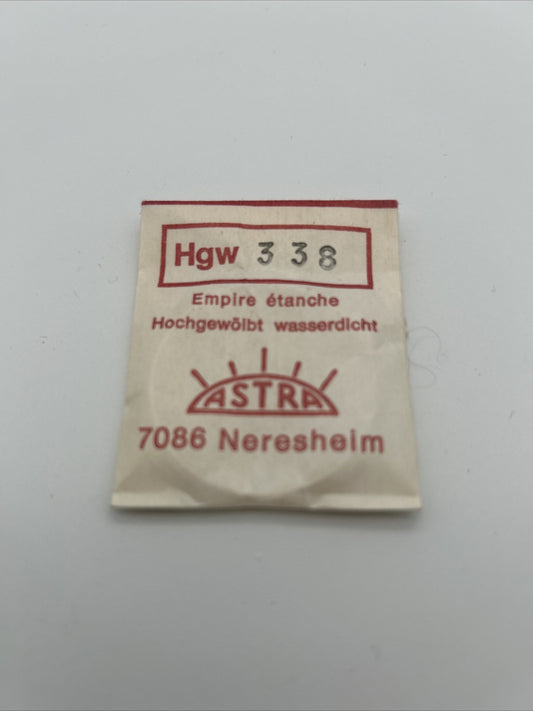 Hgw 338
Empire étanche
Hochgewölbt wasserdicht
ASTRA
7086 Neresheim